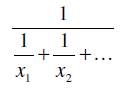 1
1 1
— + — +…
x₁ x₂